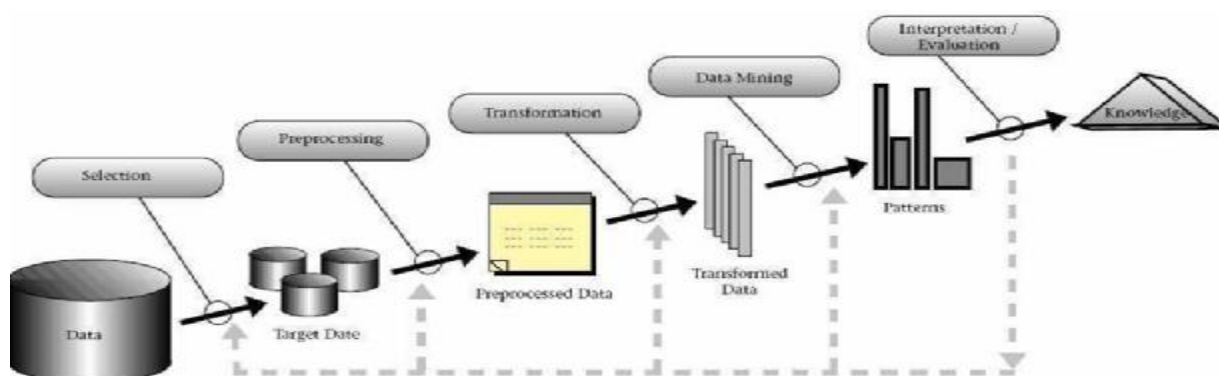 Interpretation /
Evaluation
Data Mining
Transformation
Preprocessing
Selection
Data
Target Date
Preprocessed Data
Transformed
Data
Patterns
Knowledge